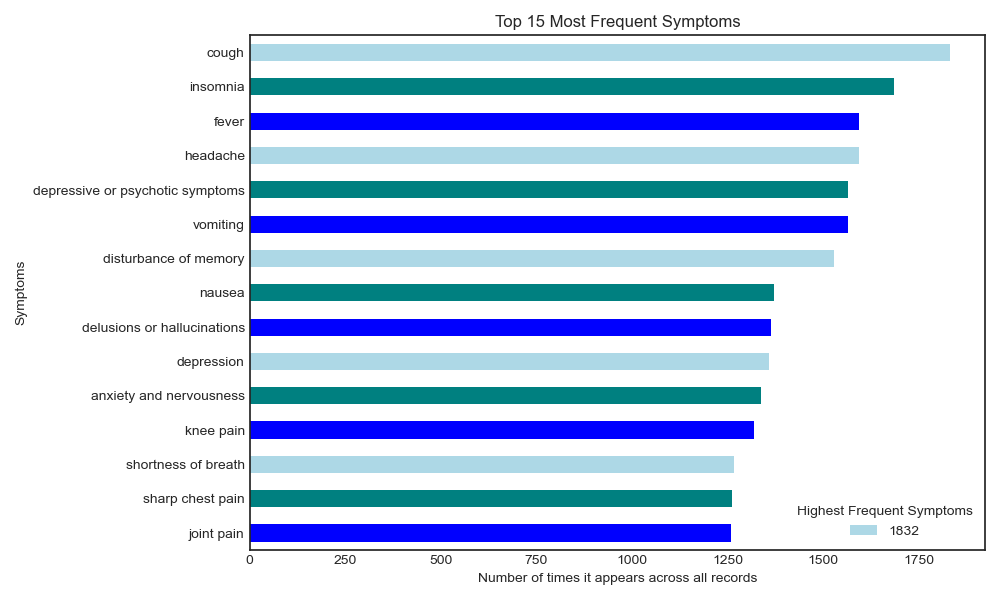 Top 15 Most Frequent Symptoms
Symptoms
cough
insomnia
fever
headache
depressive or psychotic symptoms
vomiting
disturbance of memory
nausea
delusions or hallucinations
depression
anxiety and nervousness
knee pain
shortness of breath
sharp chest pain
joint pain
Highest Frequent Symptoms
1832
0 250 500 750 1000 1250 1500 1750
Number of times it appears across all records